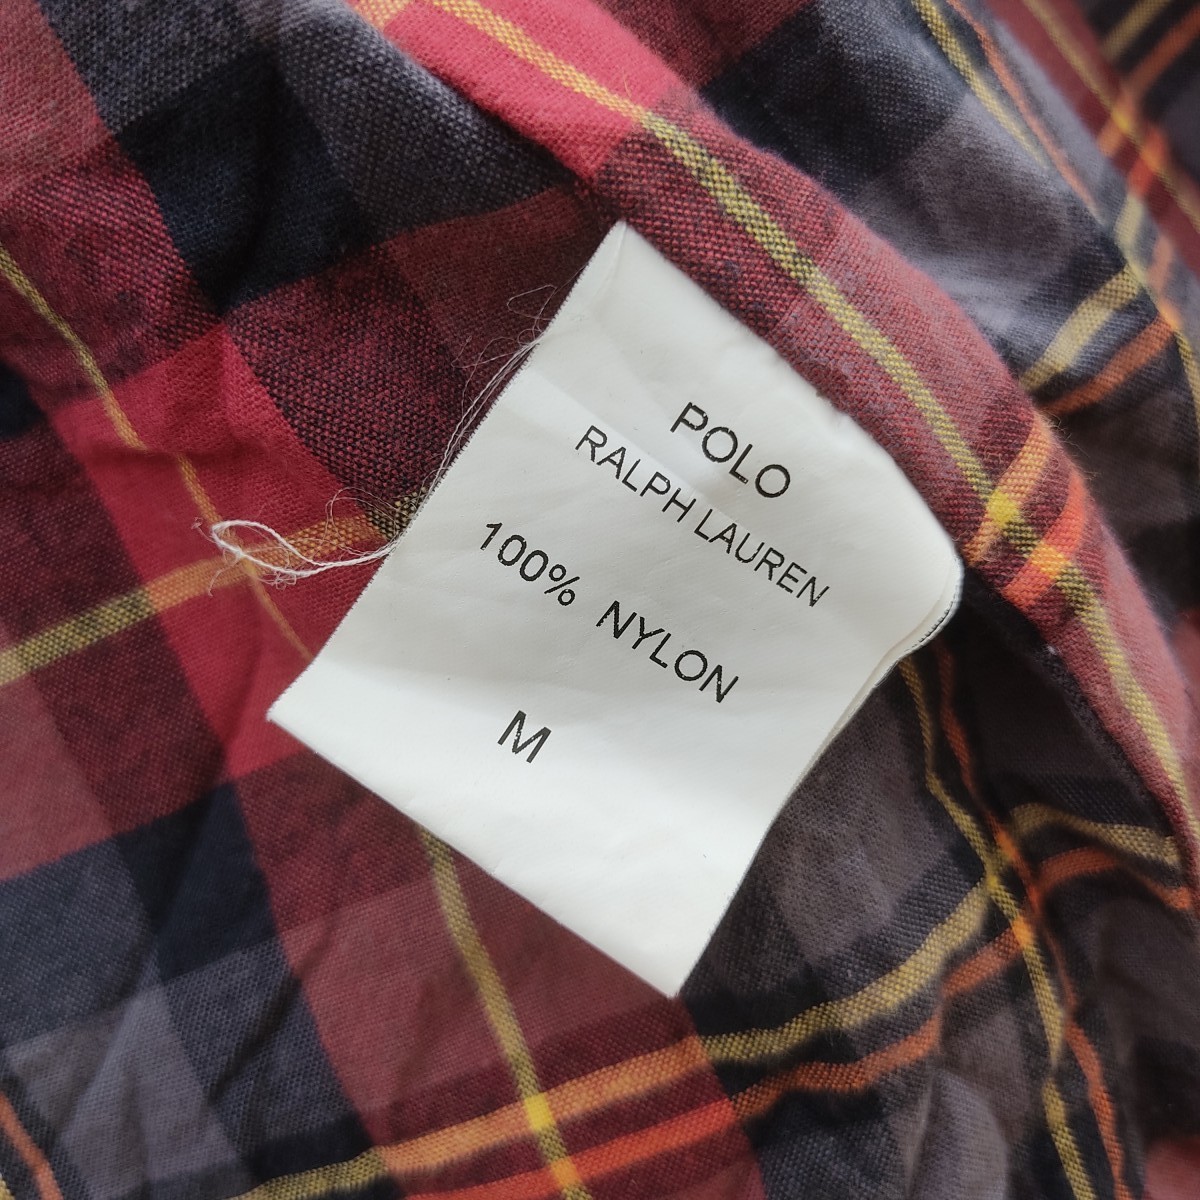 POLO
RALPH LAUREN
100% NYLON
M